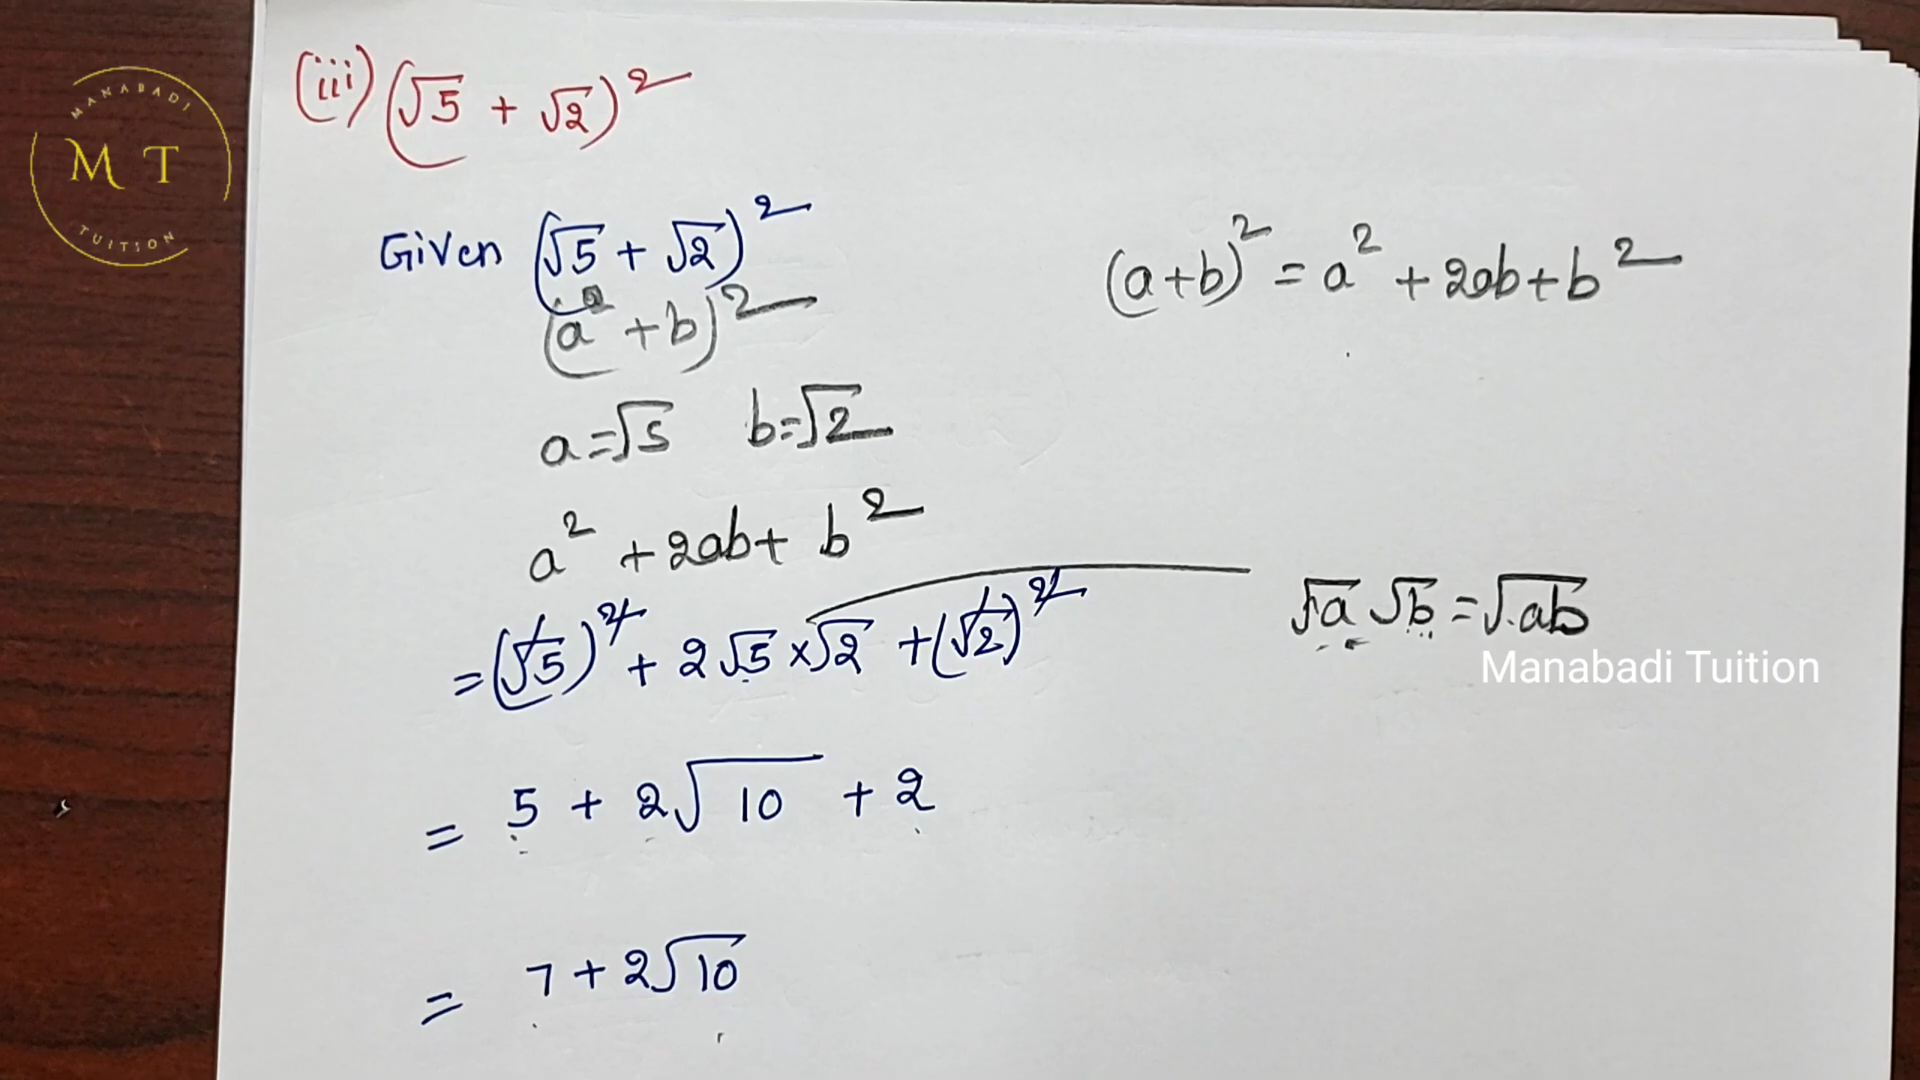 MANABADI
M T
TUITION
(iii) (√5 + √2)²
Given (√5 + √2)²
(a + b)²
(a+b)² = a² + 2ab + b²
a = √5 b = √2
a² + 2ab + b²
= (√5)² + 2√5 × √2 + (√2)²
√a √b = √ab
Manabadi Tuition
= 5 + 2√10 + 2
= 7 + 2√10